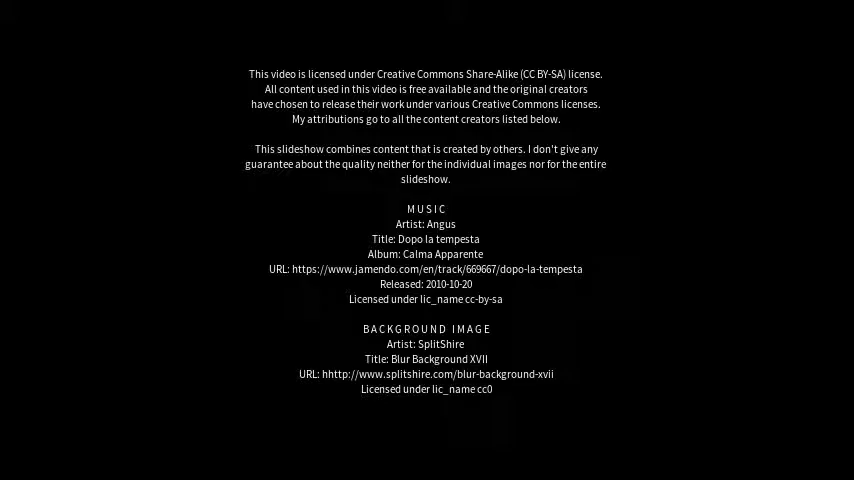 This video is licensed under Creative Commons Share-Alike (CC BY-SA) license.
All content used in this video is free available and the original creators
have chosen to release their work under various Creative Commons licenses.
My attributions go to all the content creators listed below.
This slideshow combines content that is created by others. I don't give any
guarantee about the quality neither for the individual images nor for the entire
slideshow.
MUSIC
Artist: Angus
Title: Dopo la tempesta
Album: Calma Apparente
URL: https://www.jamendo.com/en/track/669667/dopo-la-tempesta
Released: 2010-10-20
Licensed under lic_name cc-by-sa
BACKGROUND IMAGE
Artist: SplitShire
Title: Blur Background XVII
URL: hhttp://www.splitshire.com/blur-background-xvii
Licensed under lic_name cc0